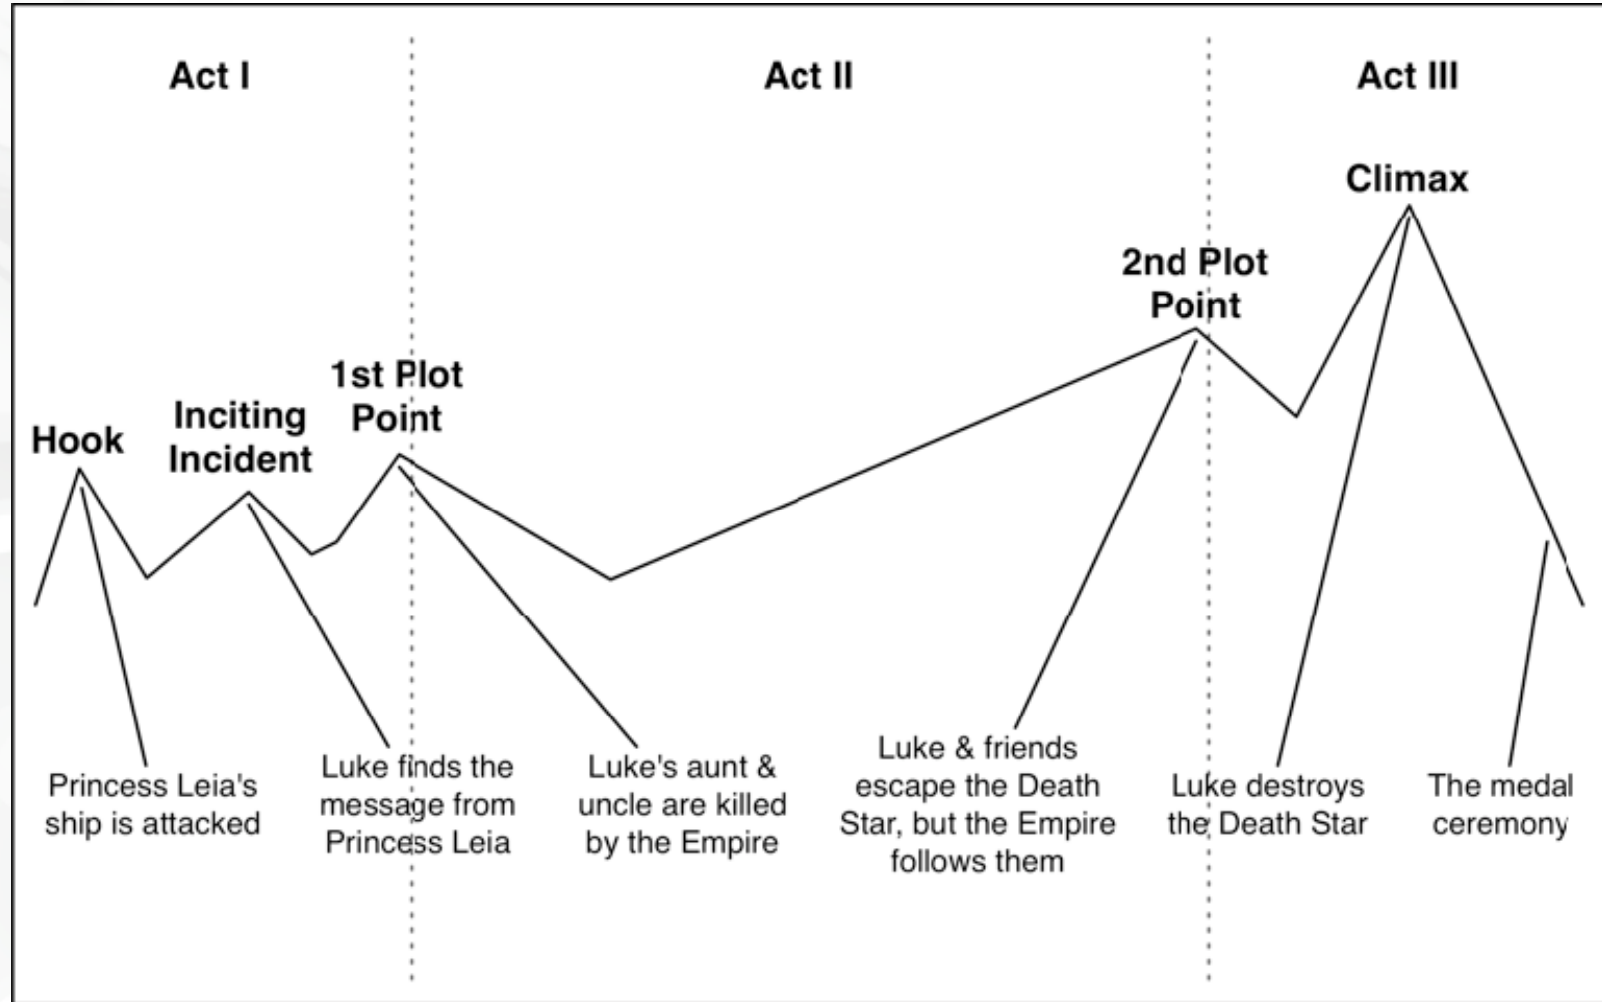 Act I
Act II
Act III
Climax
2nd Plot
Point
1st Plot
Point
Inciting
Incident
Hook
Princess Leia's
ship is attacked
Luke finds the
message from
Princess Leia
Luke's aunt &
uncle are killed
by the Empire
Luke & friends
escape the Death
Star, but the Empire
follows them
Luke destroys
the Death Star
The medal
ceremony